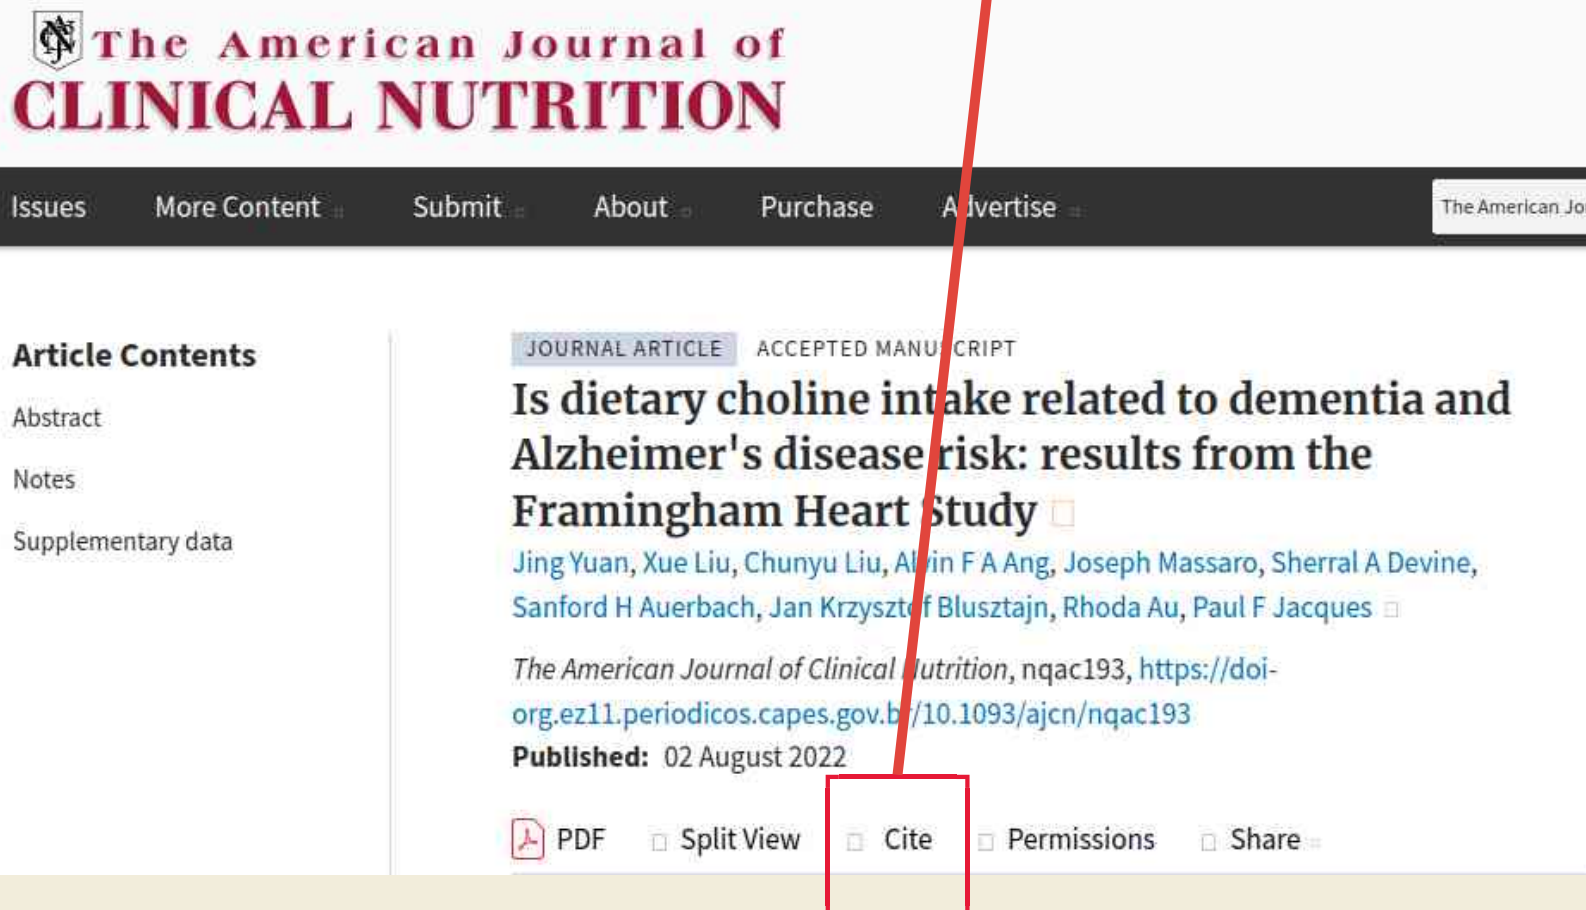 The American Journal of
CLINICAL NUTRITION
Issues More Content Submit About Purchase Advertise
The American Jo
Article Contents
Abstract
Notes
Supplementary data
JOURNAL ARTICLE ACCEPTED MANUSCRIPT
Is dietary choline intake related to dementia and
Alzheimer's disease risk: results from the
Framingham Heart Study
Jing Yuan, Xue Liu, Chunyu Liu, Alvin F A Ang, Joseph Massaro, Sherral A Devine,
Sanford H Auerbach, Jan Krzysztof Blusztajn, Rhoda Au, Paul F Jacques
The American Journal of Clinical Nutrition, nqac193, https://doi-
org.ez11.periodicos.capes.gov.br/10.1093/ajcn/nqac193
Published: 02 August 2022
PDF Split View Cite Permissions Share